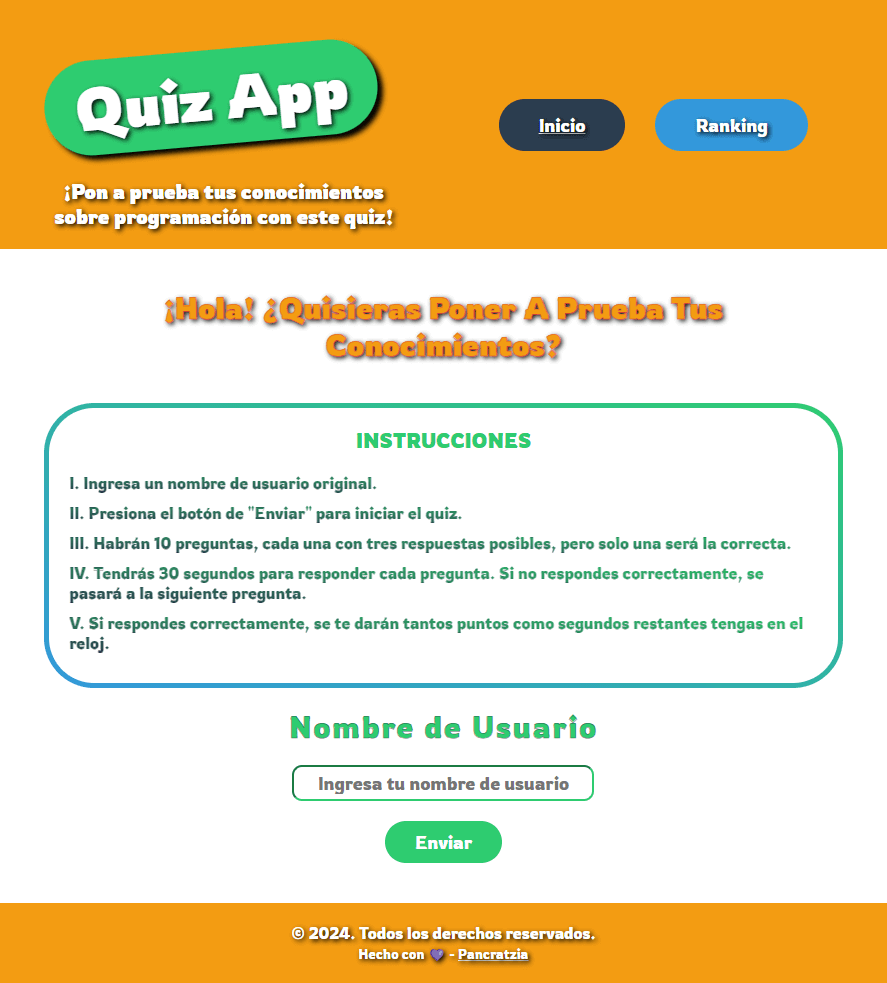 Quiz App
¡Pon a prueba tus conocimientos
sobre programación con este quiz!
Inicio
Ranking
¡Hola! ¿Quisieras Poner A Prueba Tus
Conocimientos?
INSTRUCCIONES
I. Ingresa un nombre de usuario original.
II. Presiona el botón de "Enviar" para iniciar el quiz.
III. Habrán 10 preguntas, cada una con tres respuestas posibles, pero solo una será la correcta.
IV. Tendrás 30 segundos para responder cada pregunta. Si no respondes correctamente, se
pasará a la siguiente pregunta.
V. Si respondes correctamente, se te darán tantos puntos como segundos restantes tengas en el
reloj.
Nombre de Usuario
Ingresa tu nombre de usuario
Enviar
© 2024. Todos los derechos reservados.
Hecho con 💜 - Pancratzia